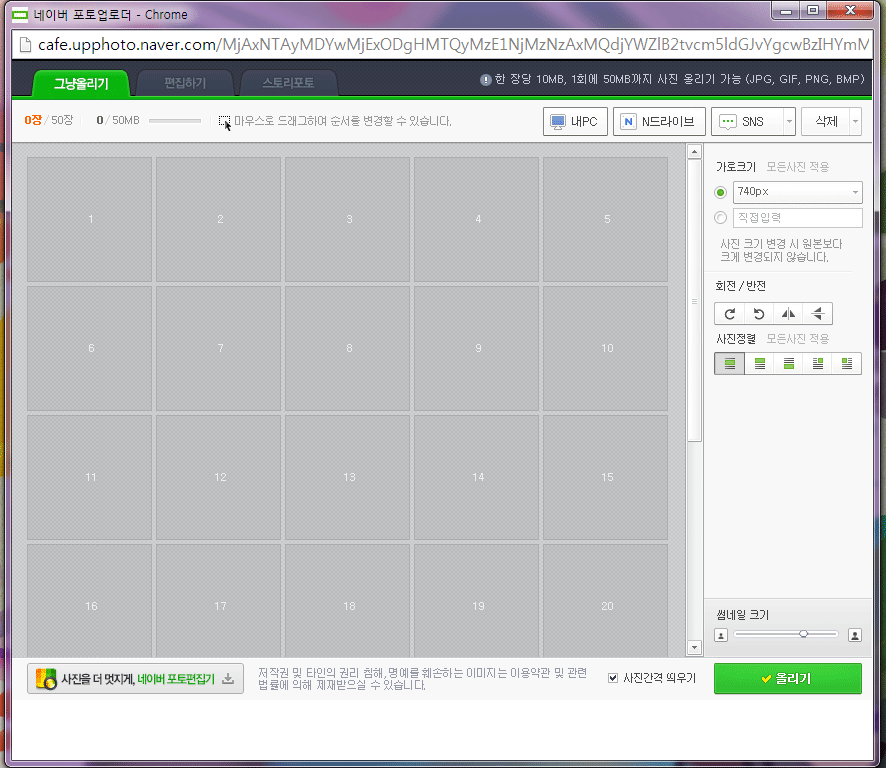 네이버 포토업로더 - Chrome
cafe.upphoto.naver.com/MjAxNTAyMDYwMjExODgHMTQyMzE1NjMzNzAxMQdjYWZlB2tvcm5ldGJvYgcwBzIHYmM
그냥올리기 편집하기 스토리포토 한 장당 10MB, 1회에 50MB까지 사진 올리기 가능 (JPG, GIF, PNG, BMP)
0장/50장 0/50MB 마우스로 드래그하여 순서를 변경할 수 있습니다. 내PC N N드라이브 SNS 삭제
1 2 3 4 5
6 7 8 9 10
11 12 13 14 15
16 17 18 19 20
가로크기 모든사진 적용
740px
직접입력
사진 크기 변경 시 원본보다
크게 변경되지 않습니다.
회전 / 반전
사진정렬 모든사진 적용
썸네일 크기
사진을 더 멋지게, 네이버 포토편집기
저작권 및 타인의 권리 침해, 명예를 훼손하는 이미지는 이용약관 및 관련
법률에 의해 제재받으실 수 있습니다.
사진간격 띄우기
올리기